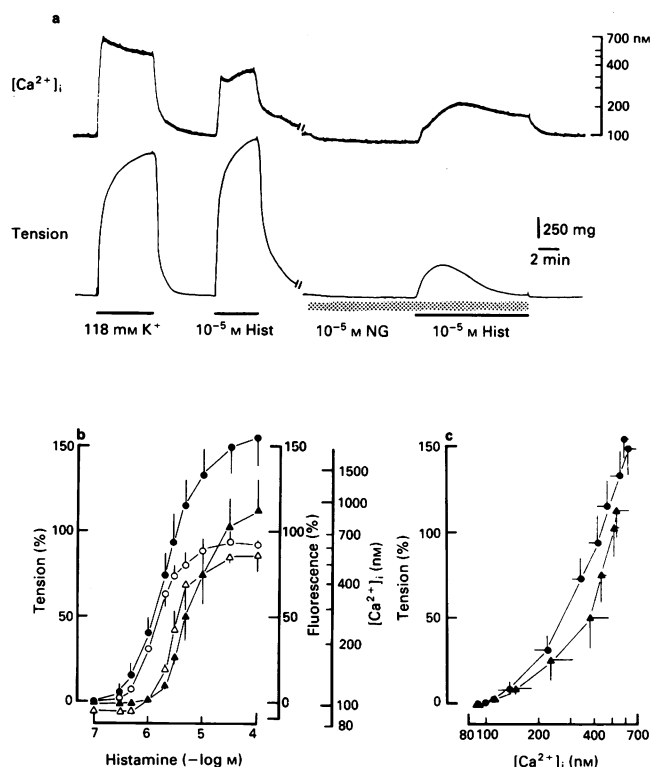 a
[Ca²⁺]ᵢ
700 nM
400
200
100
Tension
250 mg
2 min
118 mM K⁺
10⁻⁵ M Hist
10⁻⁵ M NG
10⁻⁵ M Hist
b
150
100
50
0
Tension (%)
7
6
5
4
Histamine (−log M)
150
100
50
0
Fluorescence (%)
1500
1000
700
400
200
100
80
[Ca²⁺]ᵢ (nM)
c
150
100
50
0
Tension (%)
80
100
200
400
700
[Ca²⁺]ᵢ (nM)